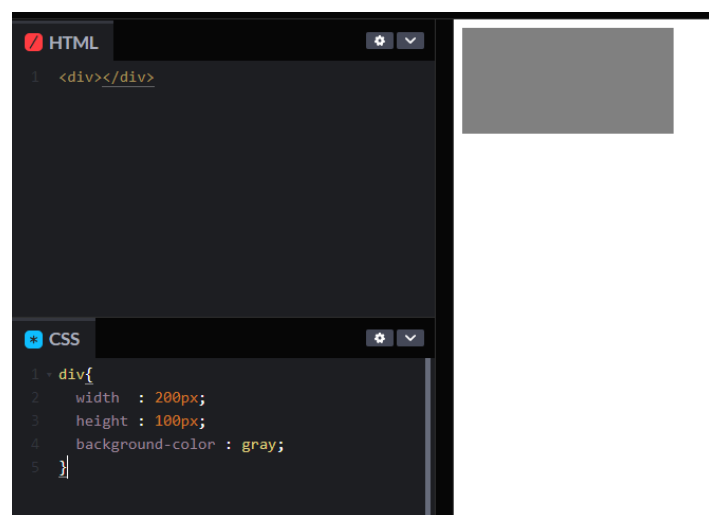 HTML
1 <div></div>
CSS
1 div{
2 width  : 200px;
3 height : 100px;
4 background-color : gray;
5 }